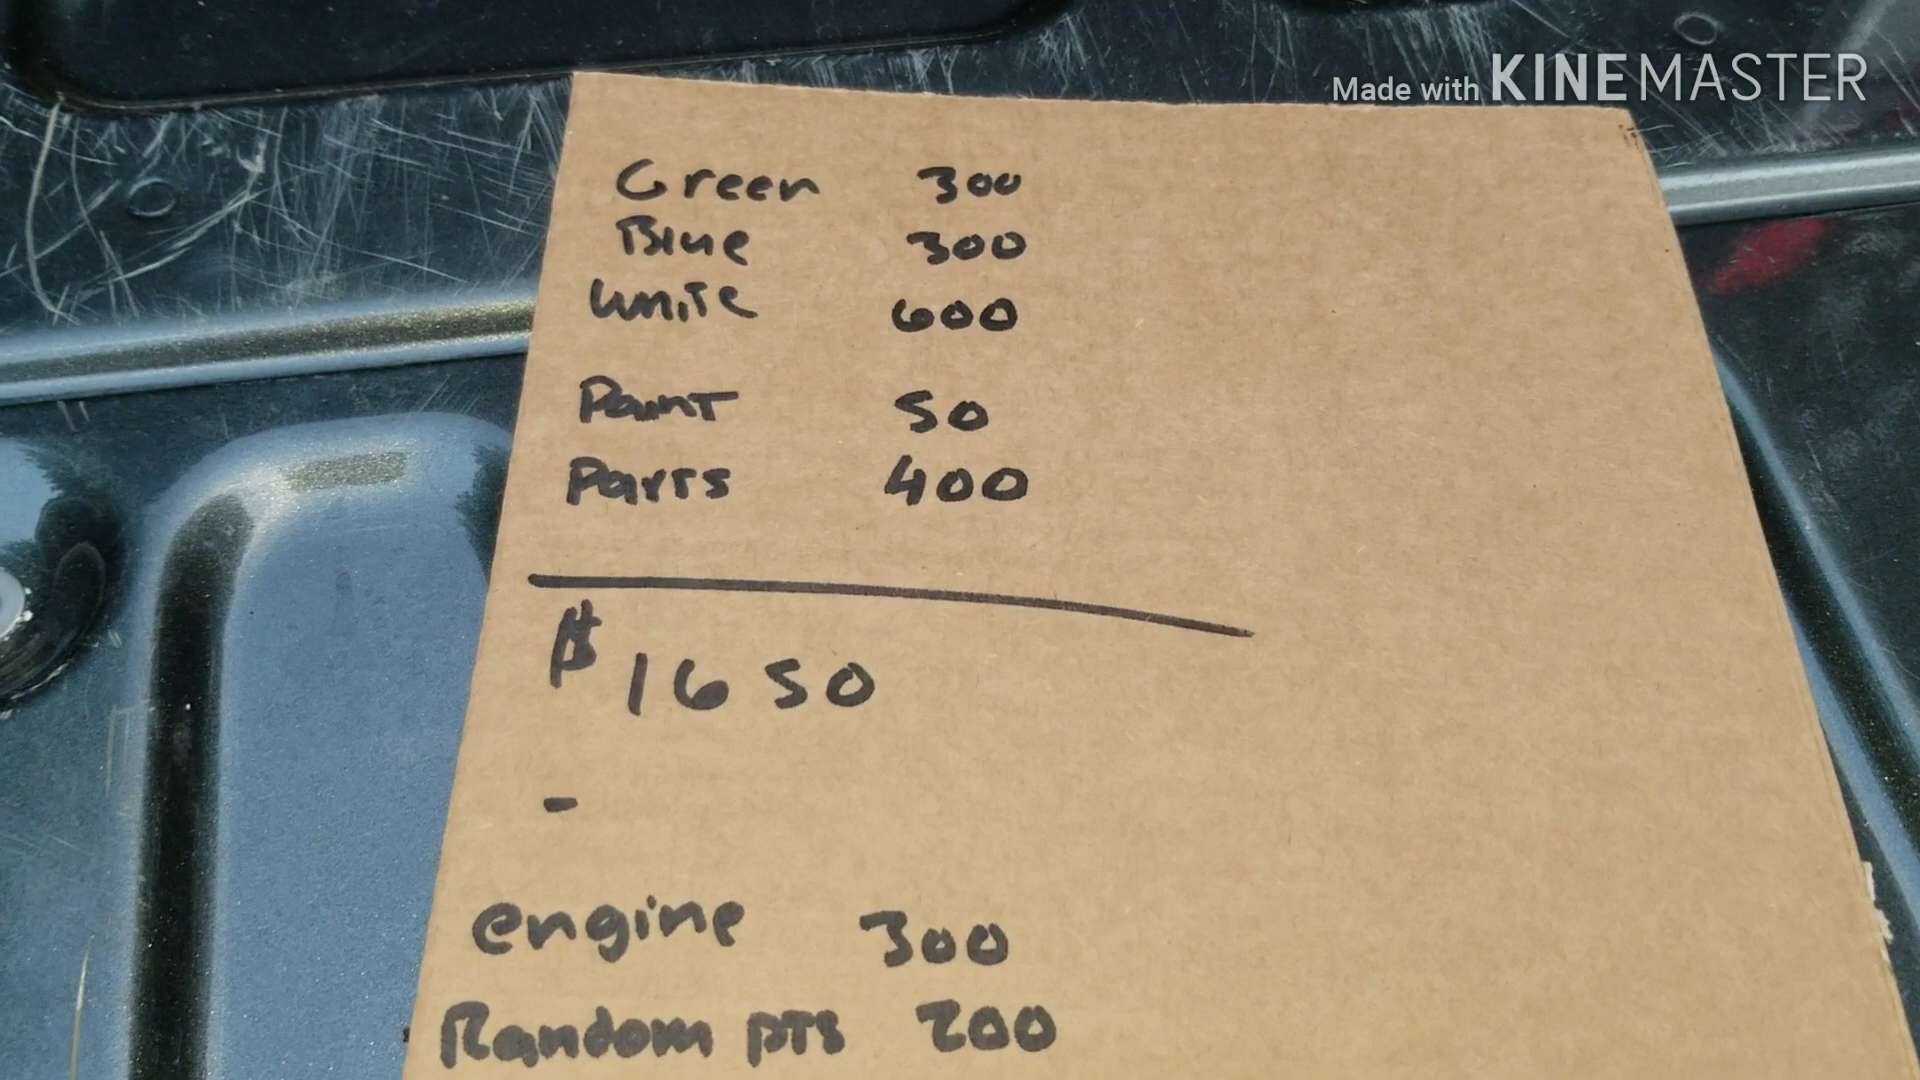 Made with KINEMASTER
Green 300
Blue 300
White 600
Paint 50
Parts 400
$1650
-
engine 300
Random pts 200